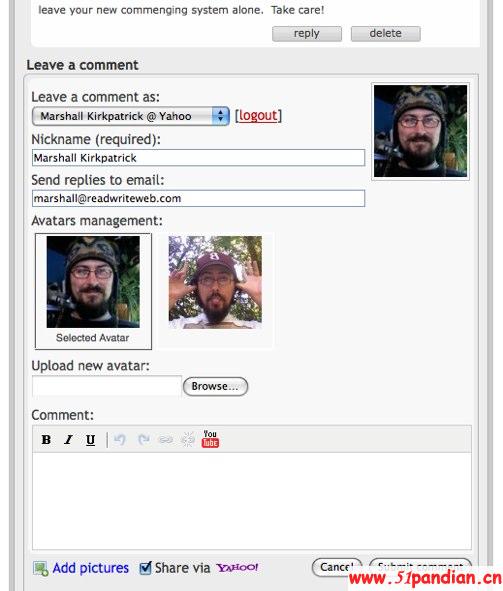 leave your new commenging system alone. Take care!
reply delete
Leave a comment
Leave a comment as:
Marshall Kirkpatrick @ Yahoo [logout]
Nickname (required):
Marshall Kirkpatrick
Send replies to email:
marshall@readwriteweb.com
Avatars management:
Selected Avatar
Upload new avatar:
Browse...
Comment:
B I U You Tube
Add pictures Share via YAHOO! Cancel Submit comment
www.51pandian.cn